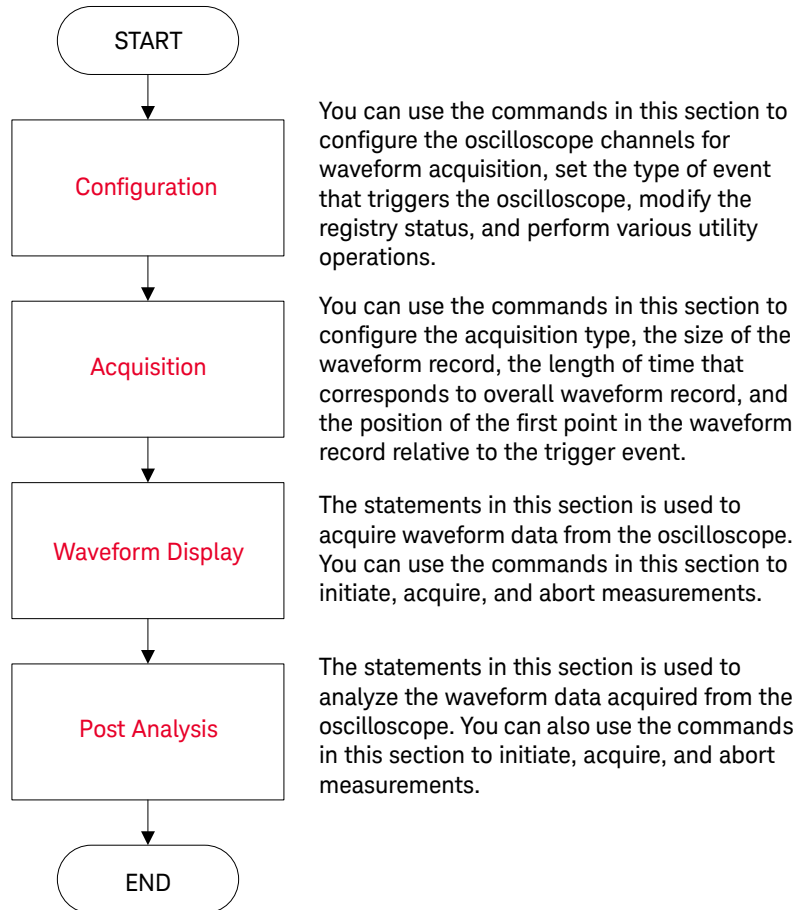 START
Configuration
You can use the commands in this section to
configure the oscilloscope channels for
waveform acquisition, set the type of event
that triggers the oscilloscope, modify the
registry status, and perform various utility
operations.
Acquisition
You can use the commands in this section to
configure the acquisition type, the size of the
waveform record, the length of time that
corresponds to overall waveform record, and
the position of the first point in the waveform
record relative to the trigger event.
Waveform Display
The statements in this section is used to
acquire waveform data from the oscilloscope.
You can use the commands in this section to
initiate, acquire, and abort measurements.
Post Analysis
The statements in this section is used to
analyze the waveform data acquired from the
oscilloscope. You can also use the commands
in this section to initiate, acquire, and abort
measurements.
END